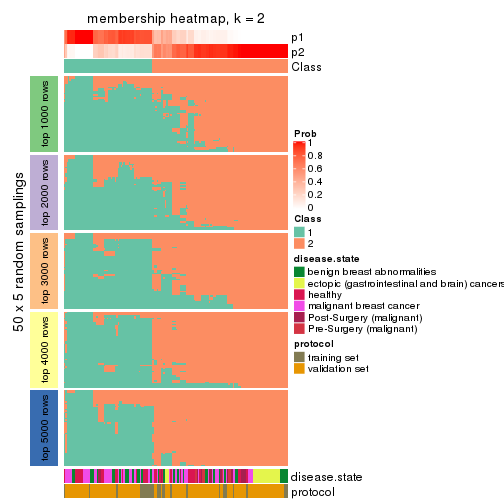 membership heatmap, k = 2
p1
p2
Class
50 x 5 random samplings
top 1000 rows
top 2000 rows
top 3000 rows
top 4000 rows
top 5000 rows
Prob
1
0.8
0.6
0.4
0.2
0
Class
1
2
disease.state
benign breast abnormalities
ectopic (gastrointestinal and brain) cancers
healthy
malignant breast cancer
Post-Surgery (malignant)
Pre-Surgery (malignant)
protocol
training set
validation set
disease.state
protocol